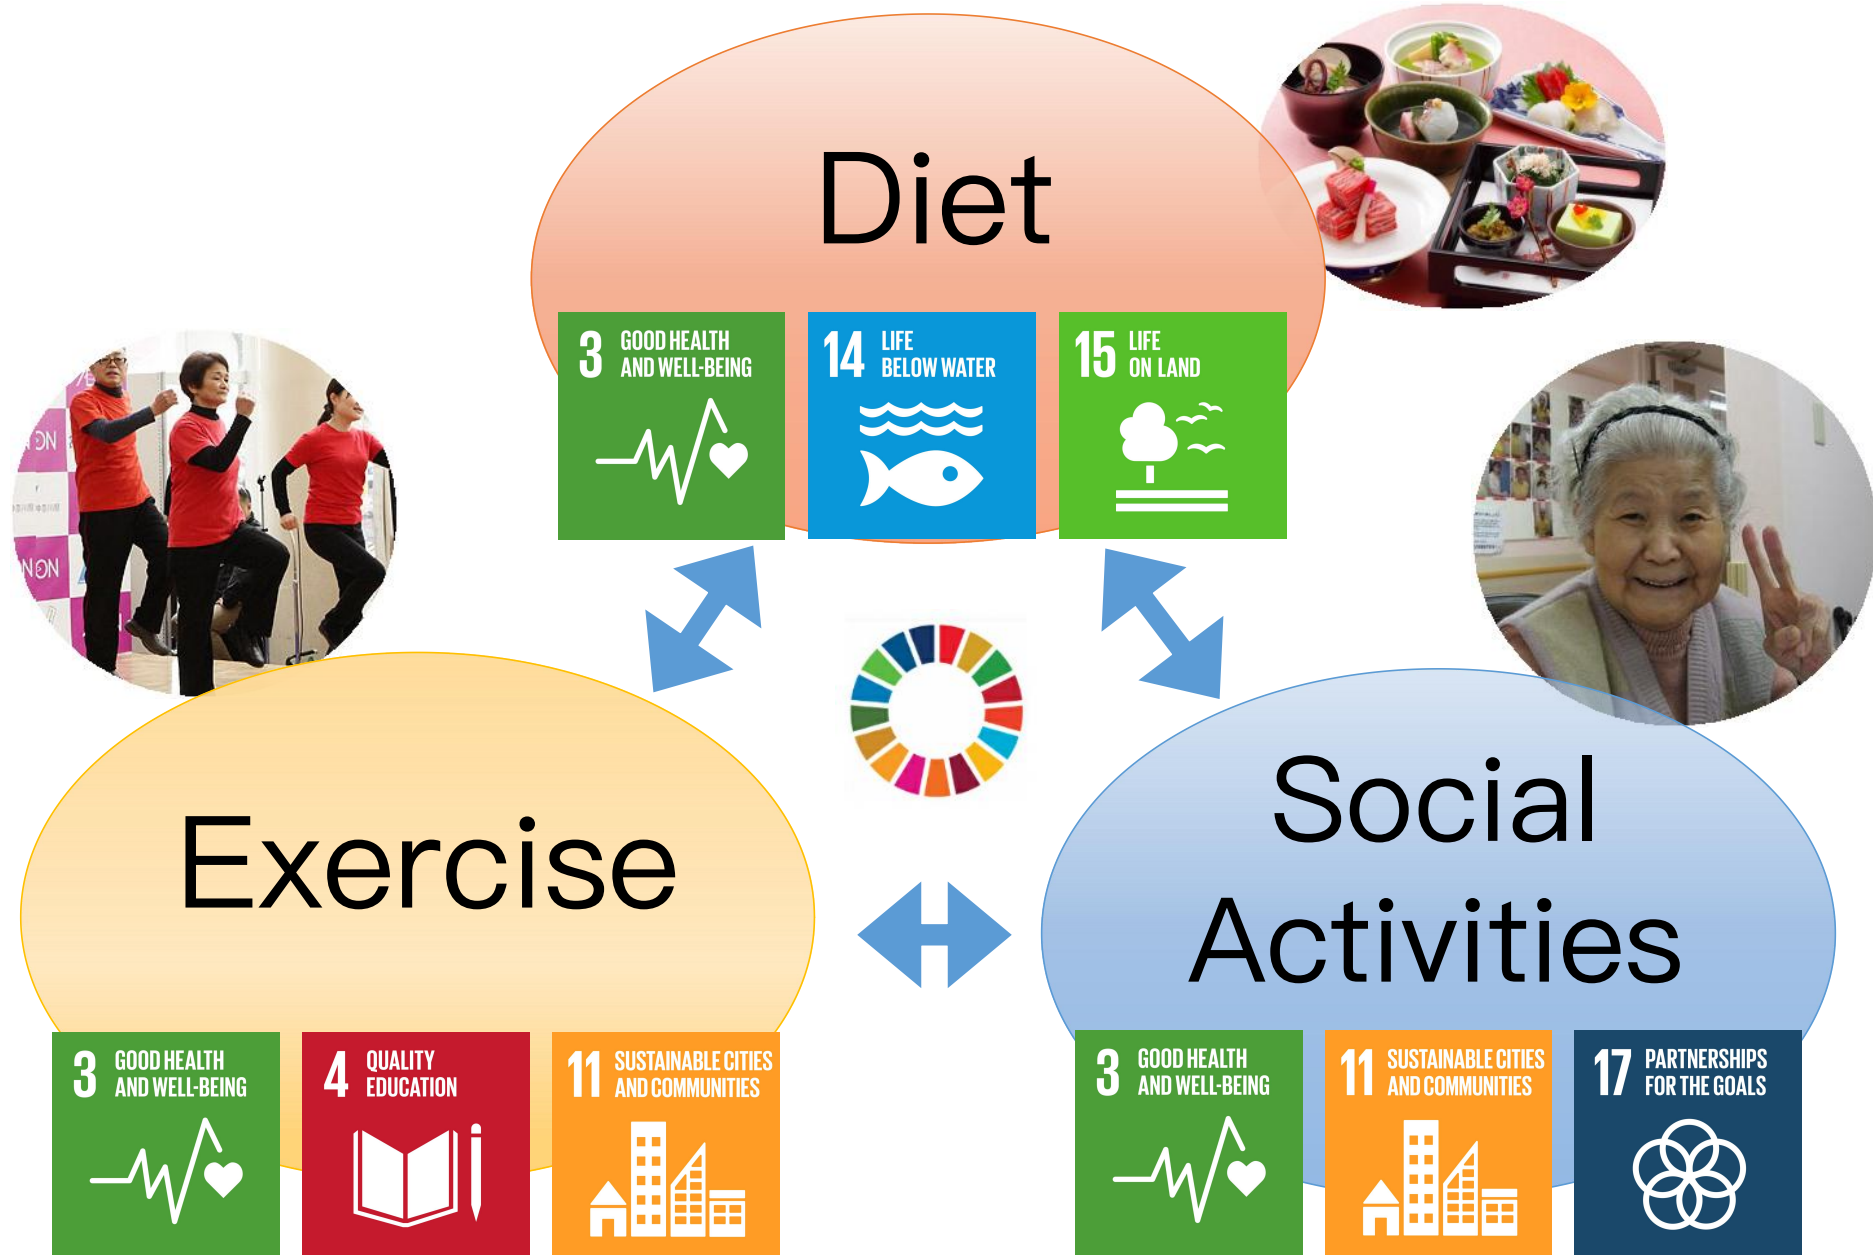 Diet
3 GOOD HEALTH
AND WELL-BEING
14 LIFE
BELOW WATER
15 LIFE
ON LAND
NON
Exercise
3 GOOD HEALTH
AND WELL-BEING
4 QUALITY
EDUCATION
11 SUSTAINABLE CITIES
AND COMMUNITIES
Social
Activities
3 GOOD HEALTH
AND WELL-BEING
11 SUSTAINABLE CITIES
AND COMMUNITIES
17 PARTNERSHIPS
FOR THE GOALS